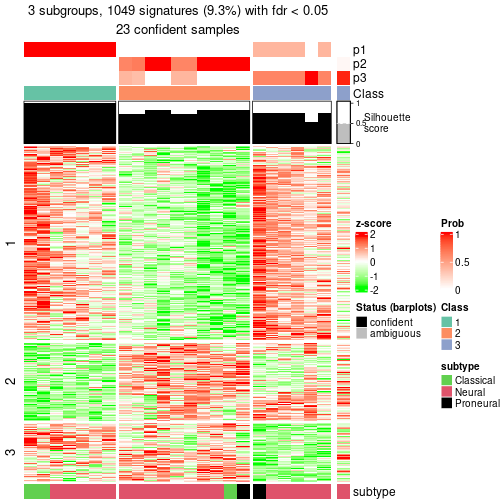 3 subgroups, 1049 signatures (9.3%) with fdr < 0.05
23 confident samples
p1
p2
p3
Class
1
0.5
0
Silhouette
score
1
2
3
z-score
2
1
0
-1
-2
Prob
1
0.5
0
Status (barplots)
confident
ambiguous
Class
1
2
3
subtype
Classical
Neural
Proneural
subtype